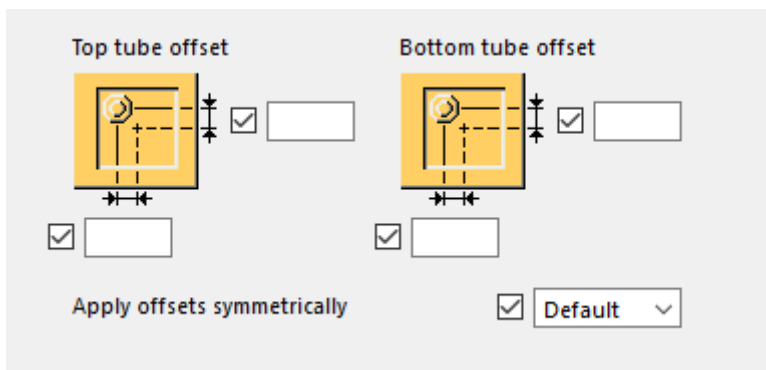 Top tube offset
Bottom tube offset
Apply offsets symmetrically
Default